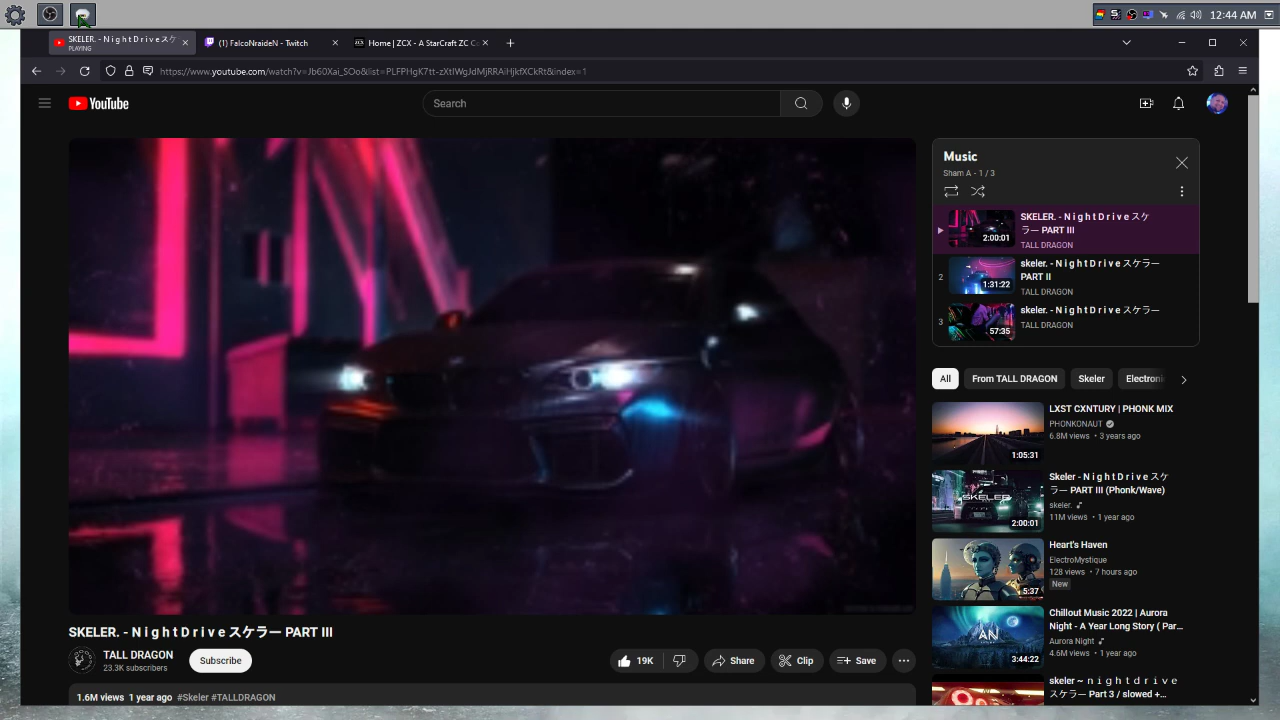 12:44 AM
SKELER. - N i g h t D r i v e スケ
PLAYING
(1) FalcoNraideN - Twitch
Home | ZCX - A StarCraft ZC C
https://www.youtube.com/watch?v=Jb60Xai_SOo&list=PLFPHgK7tt-zXtIWgJdMjRRAiHjkfXCkRt&index=1
YouTube
Search
Music
Sham A - 1 / 3
SKELER. - N i g h t D r i v e スケ
ラー PART III
TALL DRAGON
2:00:01
2
skeler. - N i g h t D r i v e スケラー
PART II
TALL DRAGON
1:31:22
3
skeler. - N i g h t D r i v e スケラー
TALL DRAGON
57:35
All
From TALL DRAGON
Skeler
Electroni
LXST CXNTURY | PHONK MIX
PHONKONAUT
6.8M views • 3 years ago
1:05:31
Skeler - N i g h t D r i v e スケ
ラー PART III (Phonk/Wave)
skeler.
11M views • 1 year ago
SKELER
2:00:01
Heart's Haven
ElectroMystique
128 views • 7 hours ago
New
5:37
Chillout Music 2022 | Aurora
Night - A Year Long Story ( Par...
Aurora Night
4.6M views • 1 year ago
AN
3:44:22
skeler ~ ｎｉｇｈｔｄｒｉｖｅ
スケラー Part 3 / slowed +...
SKELER. - N i g h t D r i v e スケラー PART III
TALL DRAGON
23.3K subscribers
Subscribe
19K
Share
Clip
Save
1.6M views 1 year ago #Skeler #TALLDRAGON